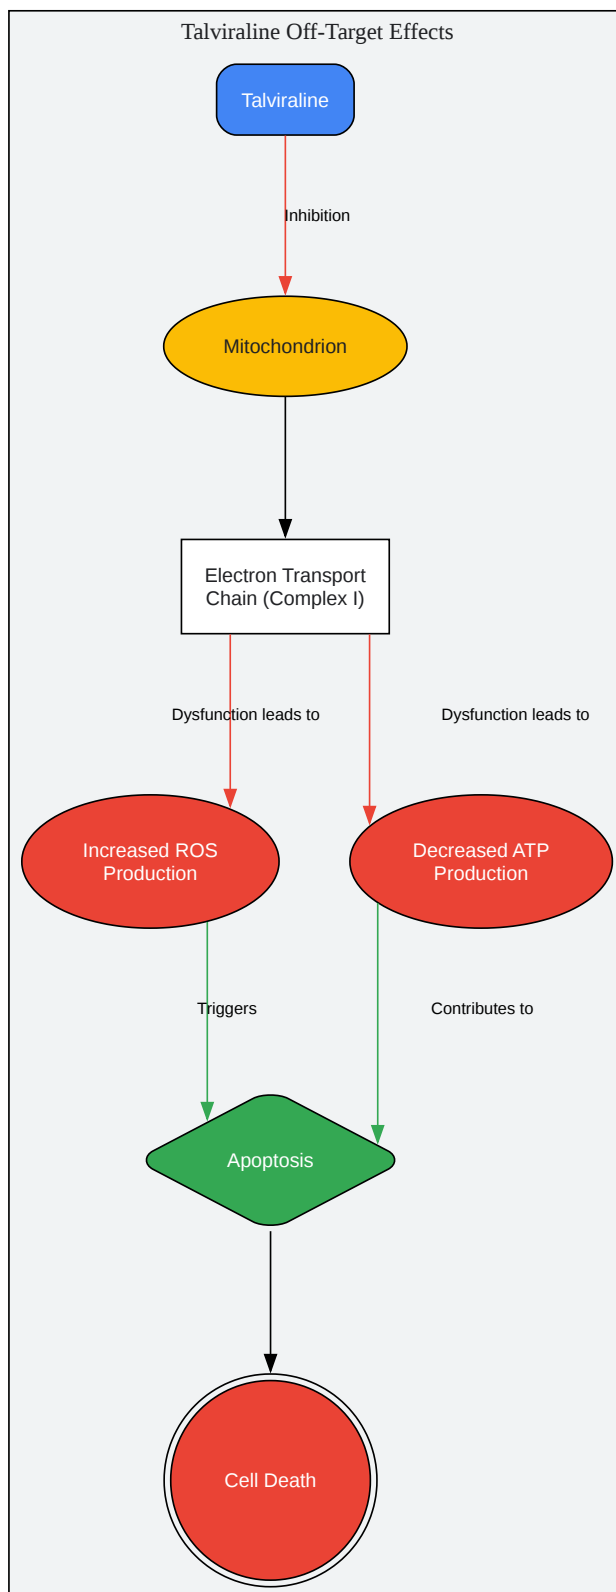 Talviraline Off-Target Effects
Talviraline
Inhibition
Mitochondrion
Electron Transport
Chain (Complex I)
Dysfunction leads to
Dysfunction leads to
Increased ROS
Production
Decreased ATP
Production
Triggers
Contributes to
Apoptosis
Cell Death